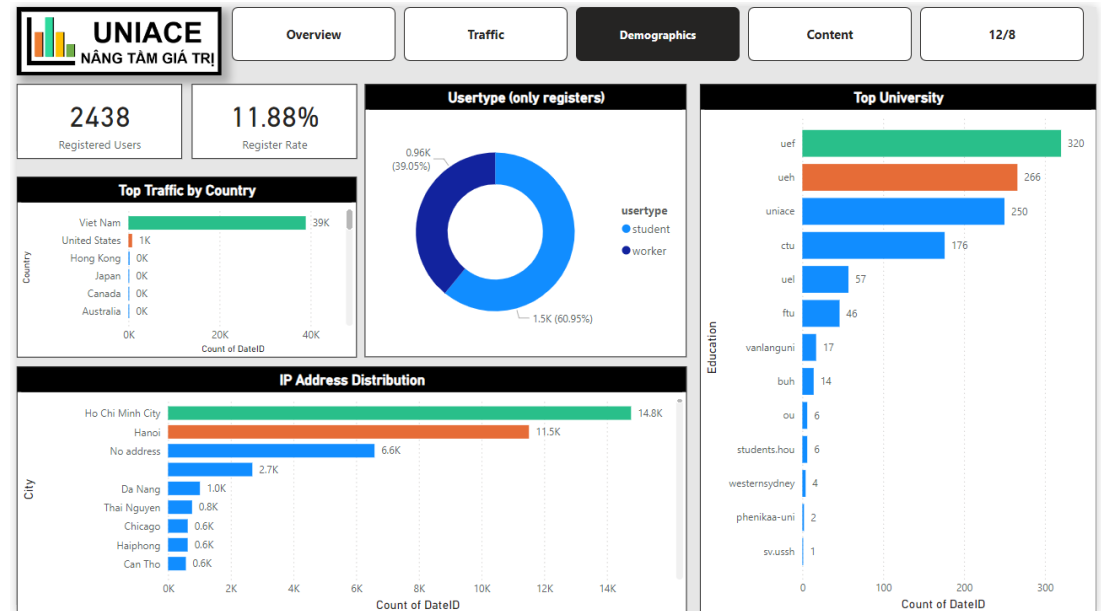 UNIACE
NÂNG TẦM GIÁ TRỊ
Overview
Traffic
Demographics
Content
12/8
2438
Registered Users
11.88%
Register Rate
Usertype (only registers)
0.96K
(39.05%)
1.5K (60.95%)
usertype
student
worker
Top Traffic by Country
Country
Viet Nam 39K
United States 1K
Hong Kong 0K
Japan 0K
Canada 0K
Australia 0K
0K 20K 40K
Count of DateID
IP Address Distribution
City
Ho Chi Minh City 14.8K
Hanoi 11.5K
No address 6.6K
2.7K
Da Nang 1.0K
Thai Nguyen 0.8K
Chicago 0.6K
Haiphong 0.6K
Can Tho 0.6K
0K 2K 4K 6K 8K 10K 12K 14K
Count of DateID
Top University
Education
uef 320
ueh 266
uniace 250
ctu 176
uel 57
ftu 46
vanlanguni 17
buh 14
ou 6
students.hou 6
westernsydney 4
phenikaa-uni 2
sv.ussh 1
0 100 200 300
Count of DateID